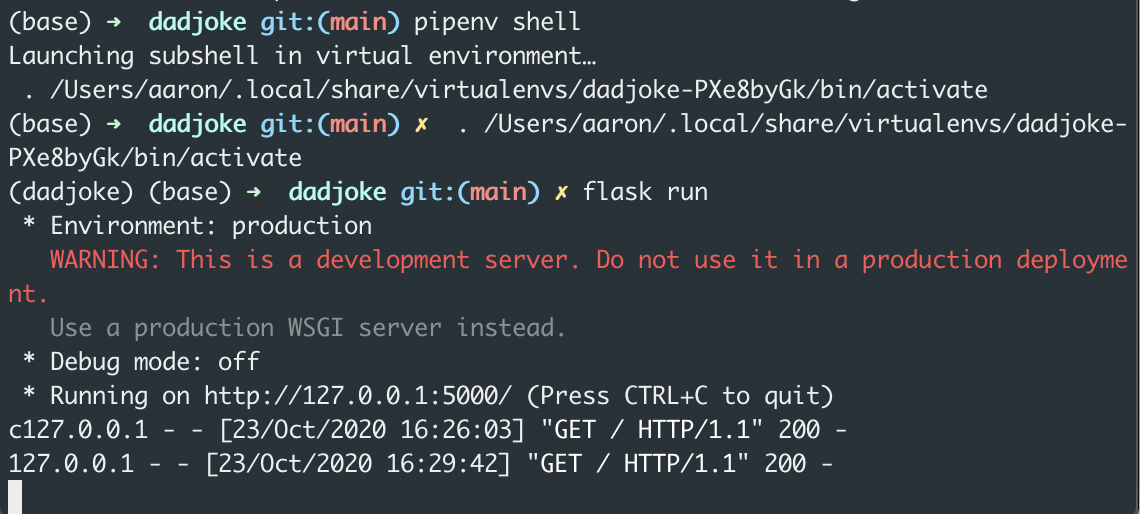 (base) ➜  dadjoke git:(main) pipenv shell
Launching subshell in virtual environment…
 . /Users/aaron/.local/share/virtualenvs/dadjoke-PXe8byGk/bin/activate
(base) ➜  dadjoke git:(main) ✗  . /Users/aaron/.local/share/virtualenvs/dadjoke-
PXe8byGk/bin/activate
(dadjoke) (base) ➜  dadjoke git:(main) ✗ flask run
 * Environment: production
   WARNING: This is a development server. Do not use it in a production deployme
nt.
   Use a production WSGI server instead.
 * Debug mode: off
 * Running on http://127.0.0.1:5000/ (Press CTRL+C to quit)
c127.0.0.1 - - [23/Oct/2020 16:26:03] "GET / HTTP/1.1" 200 -
127.0.0.1 - - [23/Oct/2020 16:29:42] "GET / HTTP/1.1" 200 -